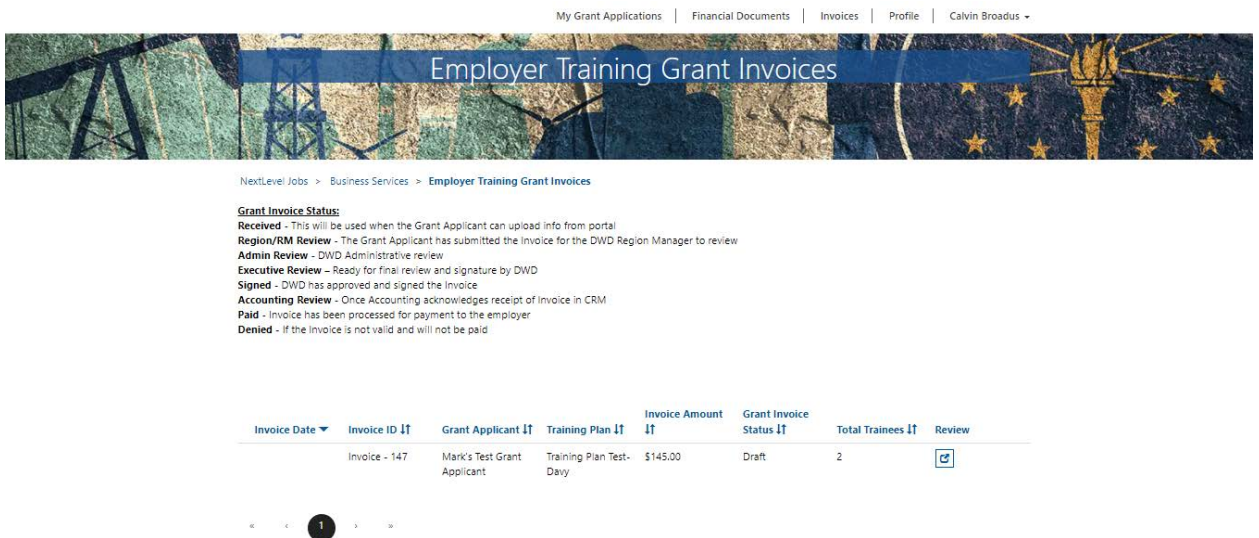 My Grant Applications | Financial Documents | Invoices | Profile | Calvin Broadus
Employer Training Grant Invoices
NextLevel Jobs > Business Services > Employer Training Grant Invoices
Grant Invoice Status:
Received - This will be used when the Grant Applicant can upload info from portal
Region/RM Review - The Grant Applicant has submitted the Invoice for the DWD Region Manager to review
Admin Review - DWD Administrative review
Executive Review – Ready for final review and signature by DWD
Signed - DWD has approved and signed the Invoice
Accounting Review - Once Accounting acknowledges receipt of Invoice in CRM
Paid - Invoice has been processed for payment to the employer
Denied - If the Invoice is not valid and will not be paid
Invoice Date Invoice ID Grant Applicant Training Plan Invoice Amount Grant Invoice Status Total Trainees Review
Invoice - 147 Mark's Test Grant Applicant Training Plan Test-Davy $145.00 Draft 2
« ‹ 1 › »